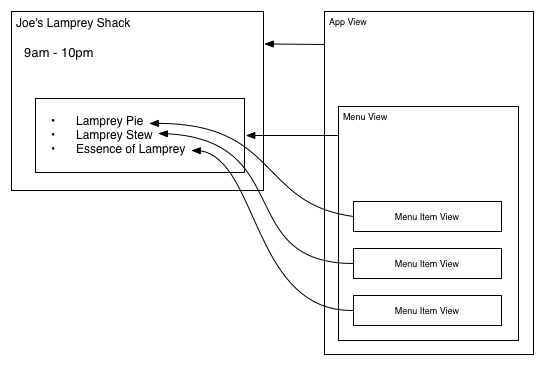 Joe's Lamprey Shack
9am - 10pm
• Lamprey Pie
• Lamprey Stew
• Essence of Lamprey
App View
Menu View
Menu Item View
Menu Item View
Menu Item View